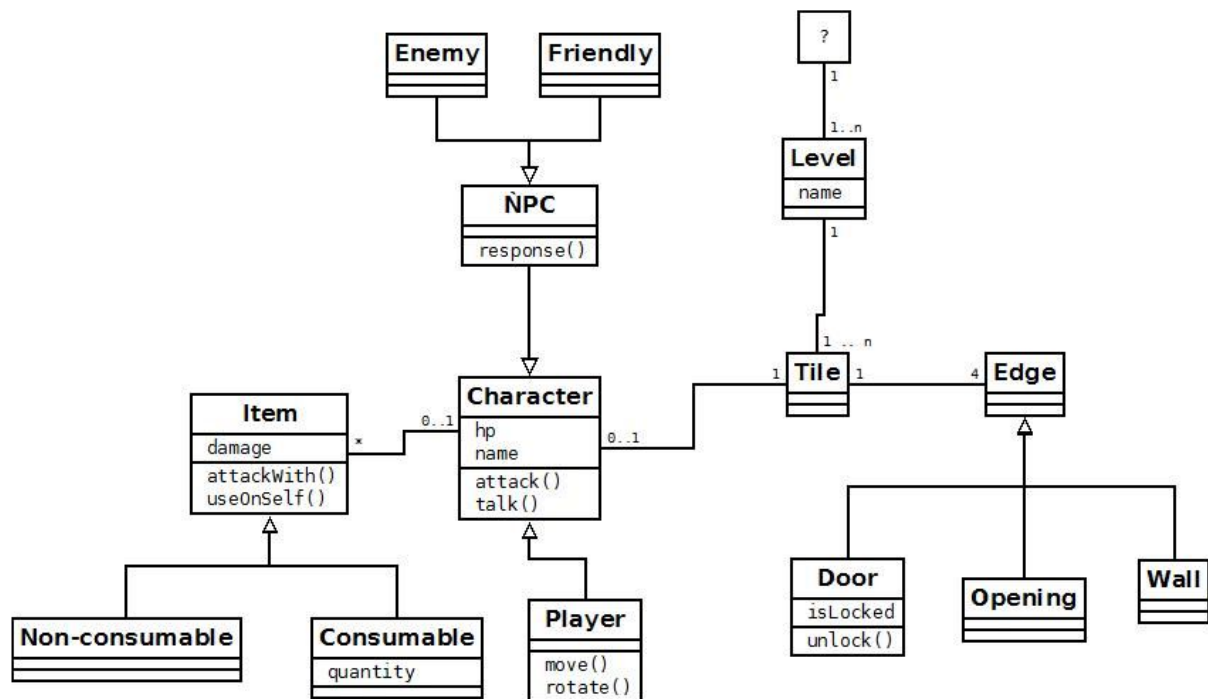 ?
1
1..n
Level
name
1
1 .. n
Enemy
Friendly
ǸPC
response()
Character
hp
name
attack()
talk()
0..1
*
0..1
1
Item
damage
attackWith()
useOnSelf()
Non-consumable
Consumable
quantity
Player
move()
rotate()
Tile
1
4
Edge
Door
isLocked
unlock()
Opening
Wall